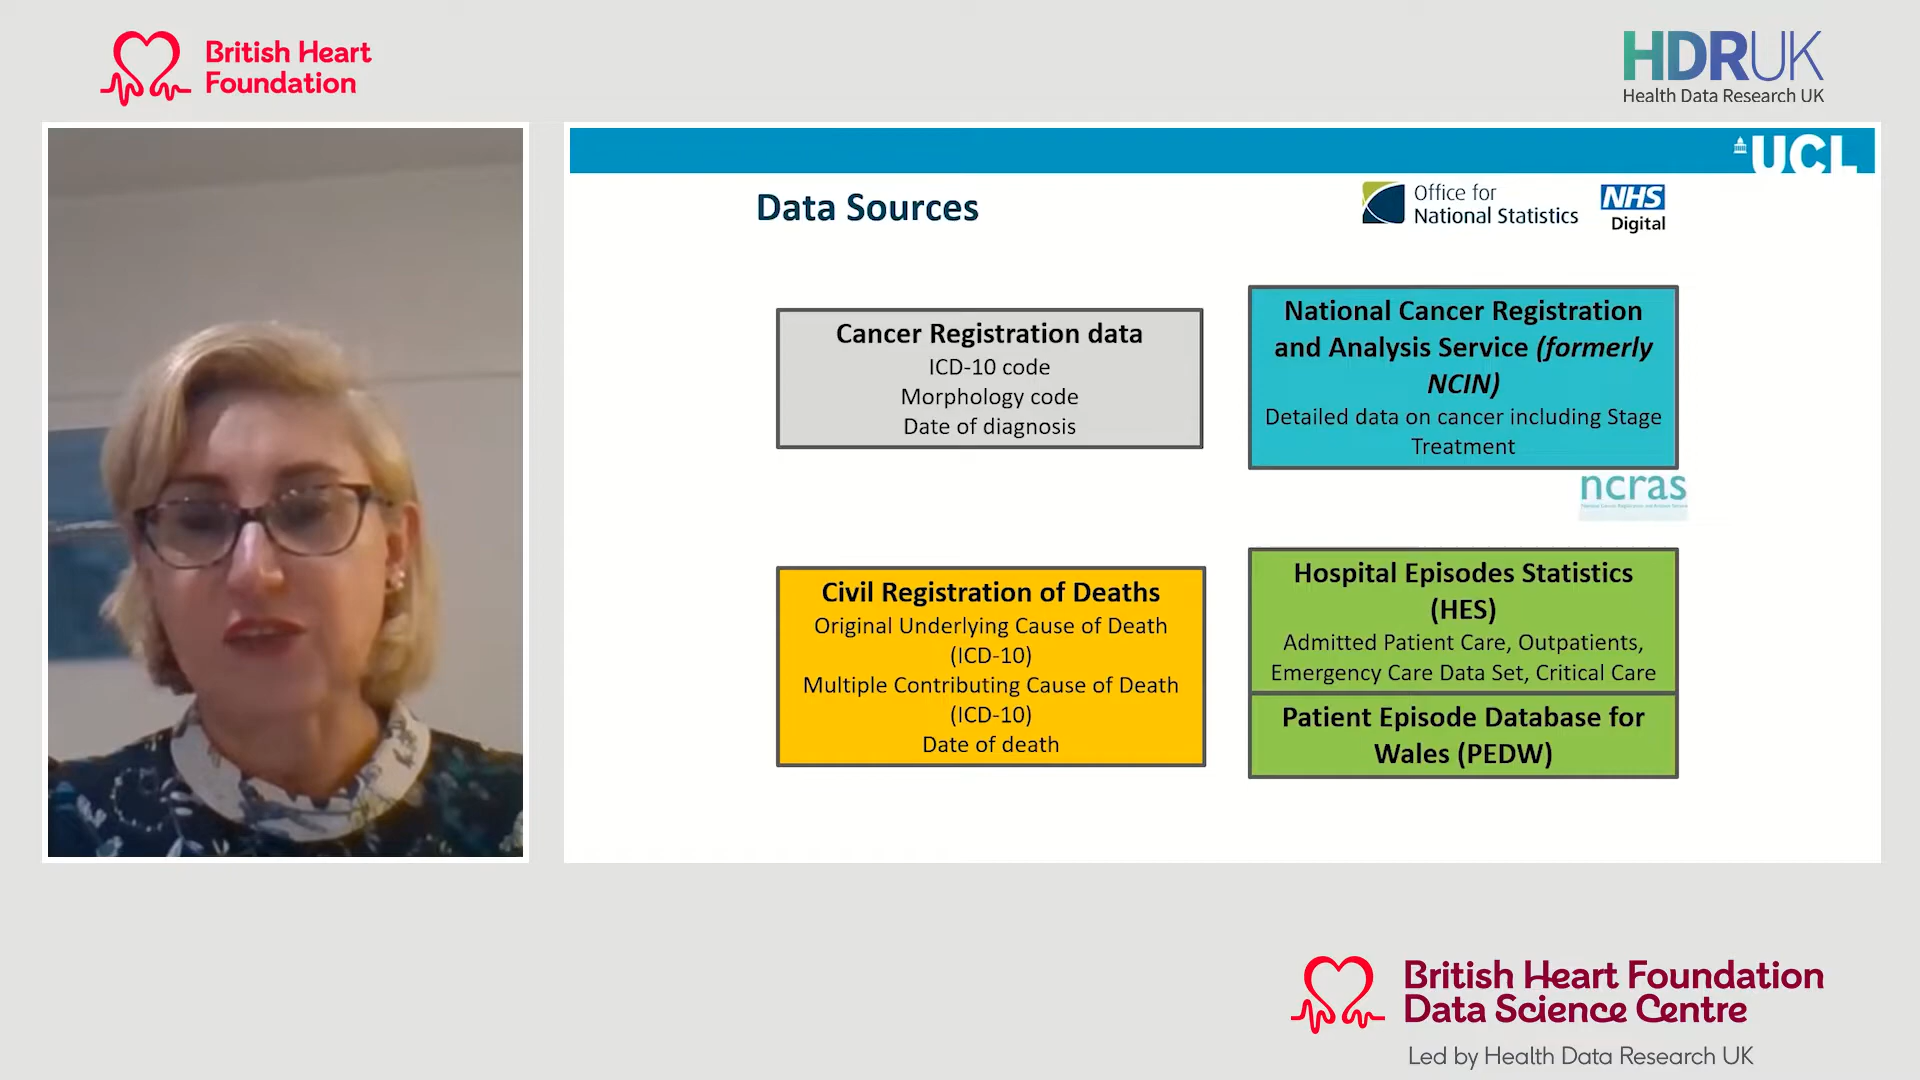 British Heart
Foundation
HDRUK
Health Data Research UK
UCL
Data Sources
Office for
National Statistics
NHS
Digital
Cancer Registration data
ICD-10 code
Morphology code
Date of diagnosis
National Cancer Registration
and Analysis Service (formerly
NCIN)
Detailed data on cancer including Stage
Treatment
ncras
Civil Registration of Deaths
Original Underlying Cause of Death
(ICD-10)
Multiple Contributing Cause of Death
(ICD-10)
Date of death
Hospital Episodes Statistics
(HES)
Admitted Patient Care, Outpatients,
Emergency Care Data Set, Critical Care
Patient Episode Database for
Wales (PEDW)
British Heart Foundation
Data Science Centre
Led by Health Data Research UK